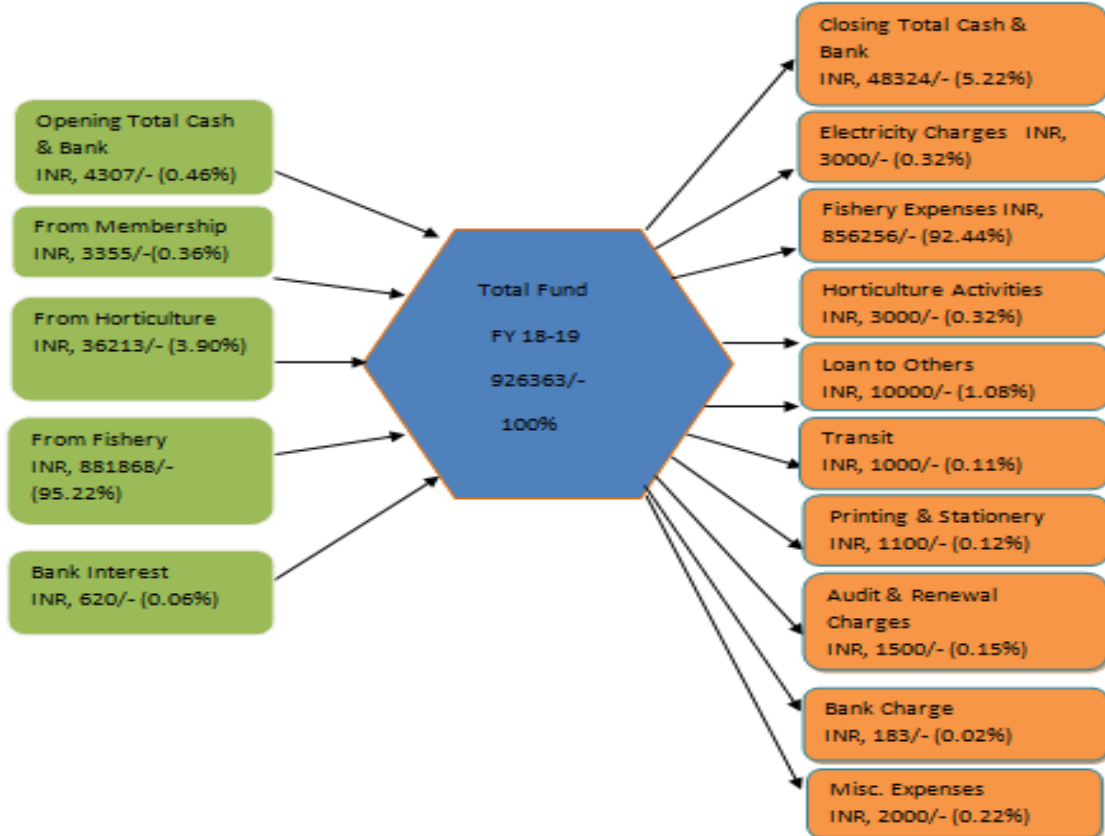 Opening Total Cash
& Bank
INR, 4307/- (0.46%)
From Membership
INR, 3355/-(0.36%)
From Horticulture
INR, 36213/- (3.90%)
From Fishery
INR, 881868/-
(95.22%)
Bank Interest
INR, 620/- (0.06%)
Total Fund
FY 18-19
926363/-
100%
Closing Total Cash &
Bank
INR, 48324/- (5.22%)
Electricity Charges INR,
3000/- (0.32%)
Fishery Expenses INR,
856256/- (92.44%)
Horticulture Activities
INR, 3000/- (0.32%)
Loan to Others
INR, 10000/- (1.08%)
Transit
INR, 1000/- (0.11%)
Printing & Stationery
INR, 1100/- (0.12%)
Audit & Renewal
Charges
INR, 1500/- (0.15%)
Bank Charge
INR, 183/- (0.02%)
Misc. Expenses
INR, 2000/- (0.22%)